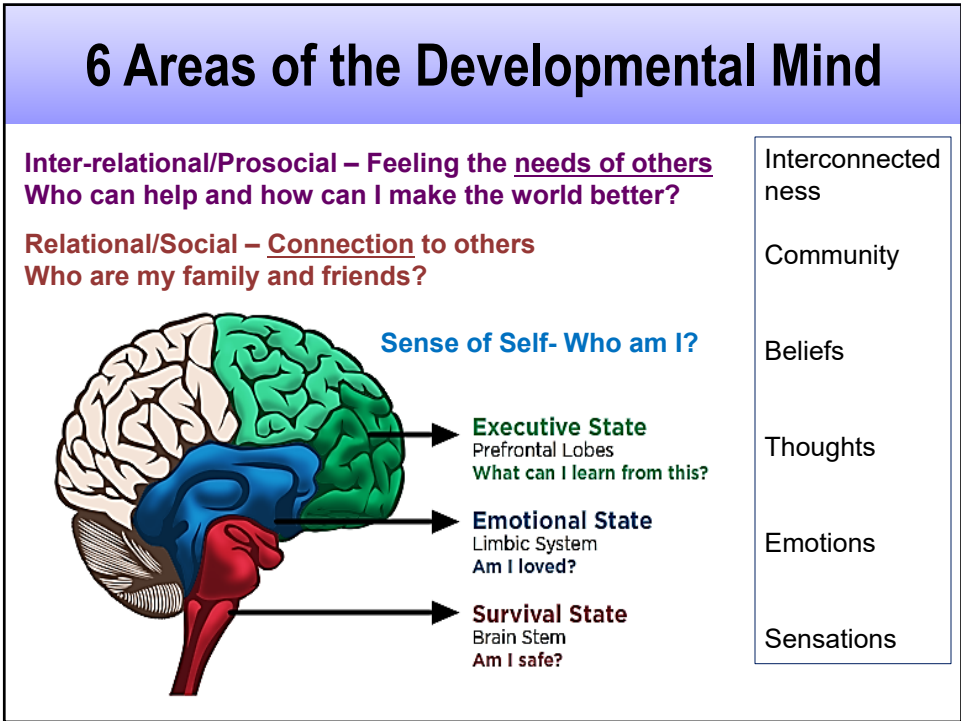 6 Areas of the Developmental Mind
Inter-relational/Prosocial – Feeling the needs of others
Who can help and how can I make the world better?
Relational/Social – Connection to others
Who are my family and friends?
Sense of Self- Who am I?
Executive State
Prefrontal Lobes
What can I learn from this?
Emotional State
Limbic System
Am I loved?
Survival State
Brain Stem
Am I safe?
Interconnected
ness
Community
Beliefs
Thoughts
Emotions
Sensations